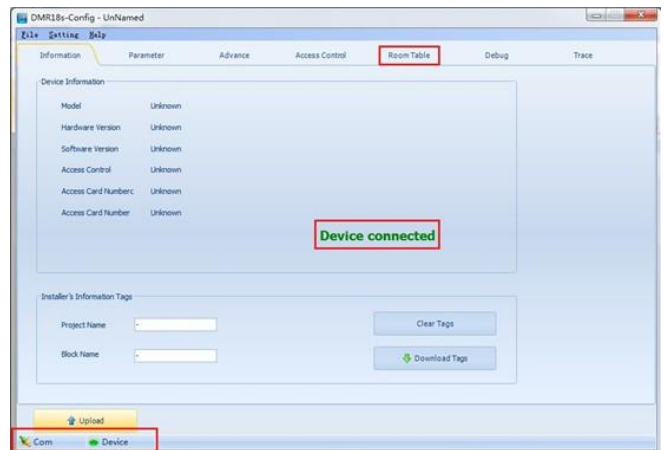 DMR18s-Config - UnNamed
File Setting Help
Information Parameter Advance Access Control Room Table Debug Trace
Device Information
Model Unknown
Hardware Version Unknown
Software Version Unknown
Access Control Unknown
Access Card Numberc Unknown
Access Card Number Unknown
Device connected
Installer's Information Tags
Project Name - Clear Tags
Block Name - Download Tags
Upload
Com Device